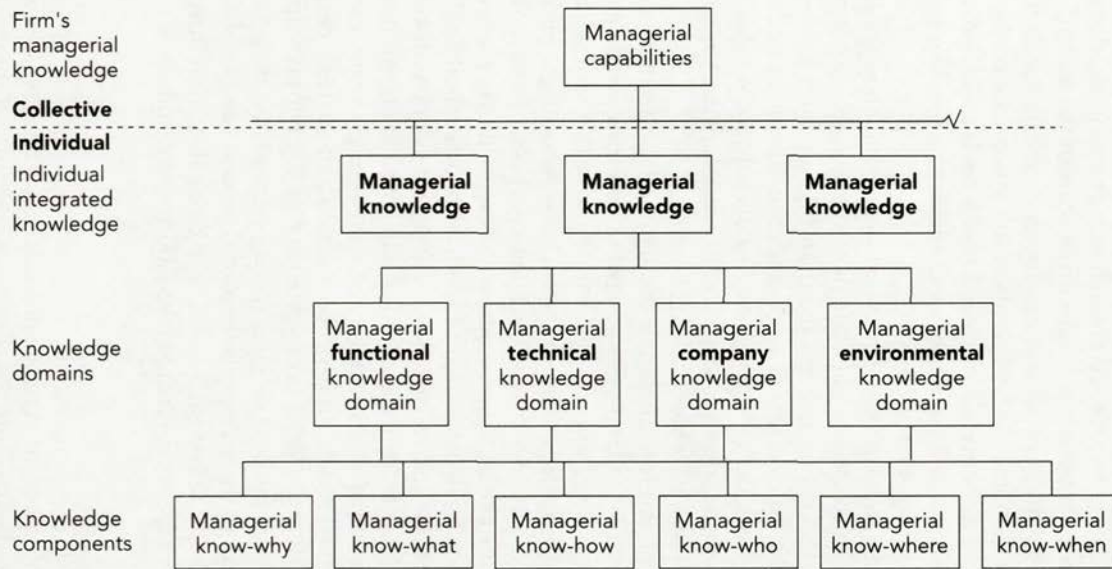 Firm's
managerial
knowledge
Managerial
capabilities
Collective
Individual
Individual
integrated
knowledge
Managerial
knowledge
Managerial
knowledge
Managerial
knowledge
Knowledge
domains
Managerial
functional
knowledge
domain
Managerial
technical
knowledge
domain
Managerial
company
knowledge
domain
Managerial
environmental
knowledge
domain
Knowledge
components
Managerial
know-why
Managerial
know-what
Managerial
know-how
Managerial
know-who
Managerial
know-where
Managerial
know-when